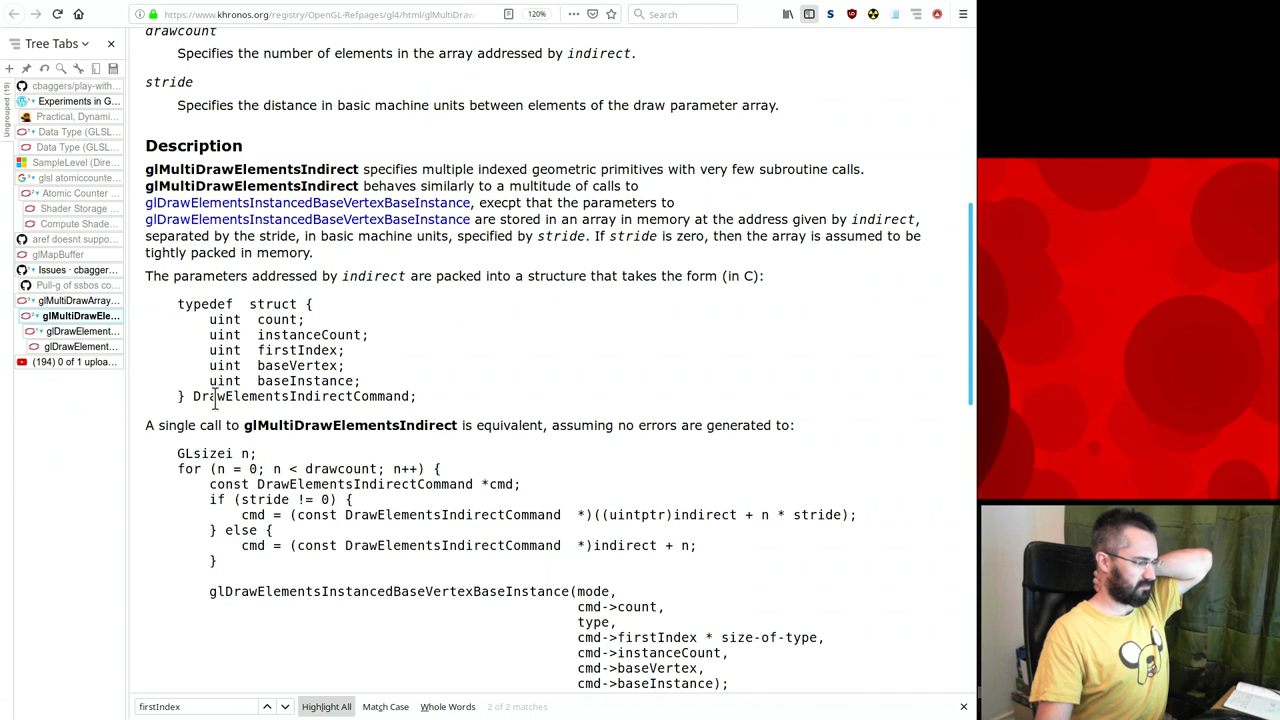 https://www.khronos.org/registry/OpenGL-Refpages/gl4/html/glMultiDraw
120%
Search
Tree Tabs
Ungrouped (19)
cbaggers/play-with...
Experiments in G...
Practical, Dynami...
Data Type (GLSL...
Data Type (GLSL...
SampleLevel (Dire...
glsl atomiccounte...
Atomic Counter ...
Shader Storage ...
Compute Shade...
aref doesnt suppo...
glMapBuffer
Issues · cbagger...
Pull-g of ssbos co...
glMultiDrawArray...
glMultiDrawEle...
glDrawElement...
glDrawElement...
(194) 0 of 1 uploa...
drawcount
Specifies the number of elements in the array addressed by indirect.
stride
Specifies the distance in basic machine units between elements of the draw parameter array.
Description
glMultiDrawElementsIndirect specifies multiple indexed geometric primitives with very few subroutine calls.
glMultiDrawElementsIndirect behaves similarly to a multitude of calls to
glDrawElementsInstancedBaseVertexBaseInstance, execpt that the parameters to
glDrawElementsInstancedBaseVertexBaseInstance are stored in an array in memory at the address given by indirect,
separated by the stride, in basic machine units, specified by stride. If stride is zero, then the array is assumed to be
tightly packed in memory.
The parameters addressed by indirect are packed into a structure that takes the form (in C):
typedef struct {
uint count;
uint instanceCount;
uint firstIndex;
uint baseVertex;
uint baseInstance;
} DrawElementsIndirectCommand;
A single call to glMultiDrawElementsIndirect is equivalent, assuming no errors are generated to:
GLsizei n;
for (n = 0; n < drawcount; n++) {
const DrawElementsIndirectCommand *cmd;
if (stride != 0) {
cmd = (const DrawElementsIndirectCommand *)((uintptr)indirect + n * stride);
} else {
cmd = (const DrawElementsIndirectCommand *)indirect + n;
}
glDrawElementsInstancedBaseVertexBaseInstance(mode,
cmd->count,
type,
cmd->firstIndex * size-of-type,
cmd->instanceCount,
cmd->baseVertex,
cmd->baseInstance);
firstIndex
Highlight All
Match Case
Whole Words
2 of 2 matches